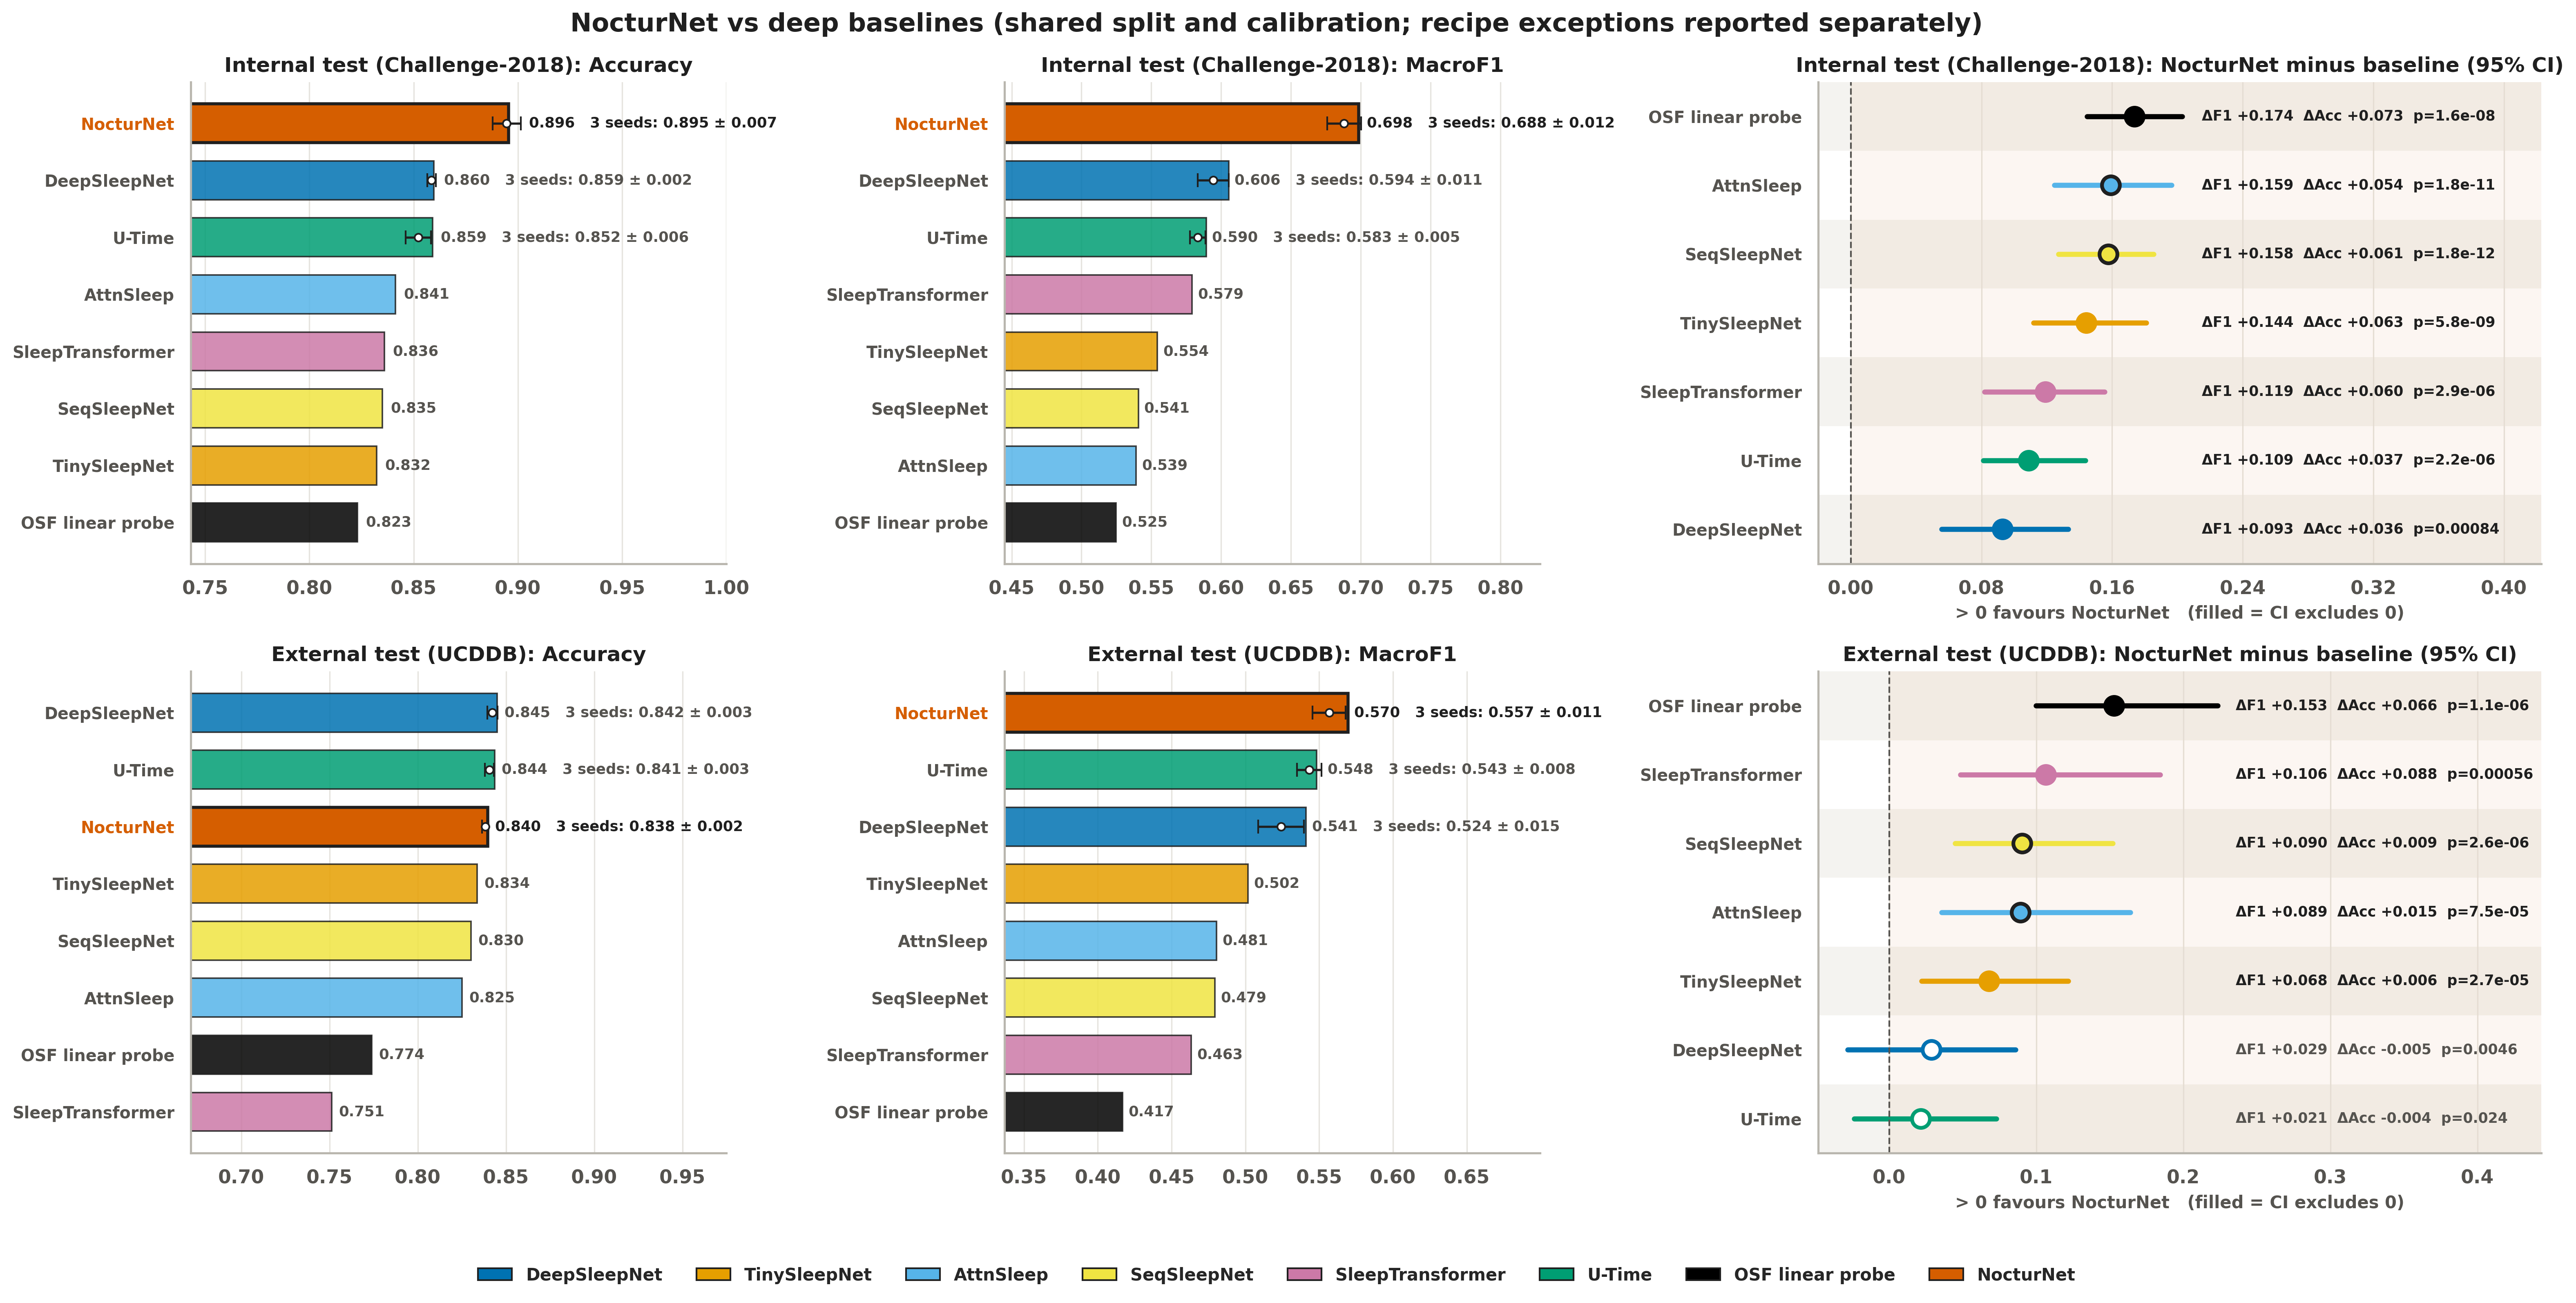 NocturNet vs deep baselines (shared split and calibration; recipe exceptions reported separately)
Internal test (Challenge-2018): Accuracy
NocturNet
0.896 3 seeds: 0.895 ± 0.007
DeepSleepNet
0.860 3 seeds: 0.859 ± 0.002
U-Time
0.859 3 seeds: 0.852 ± 0.006
AttnSleep
0.841
SleepTransformer
0.836
SeqSleepNet
0.835
TinySleepNet
0.832
OSF linear probe
0.823
0.75 0.80 0.85 0.90 0.95 1.00
Internal test (Challenge-2018): MacroF1
NocturNet
0.698 3 seeds: 0.688 ± 0.012
DeepSleepNet
0.606 3 seeds: 0.594 ± 0.011
U-Time
0.590 3 seeds: 0.583 ± 0.005
SleepTransformer
0.579
TinySleepNet
0.554
SeqSleepNet
0.541
AttnSleep
0.539
OSF linear probe
0.525
0.45 0.50 0.55 0.60 0.65 0.70 0.75 0.80
Internal test (Challenge-2018): NocturNet minus baseline (95% CI)
OSF linear probe
ΔF1 +0.174 ΔAcc +0.073 p=1.6e-08
AttnSleep
ΔF1 +0.159 ΔAcc +0.054 p=1.8e-11
SeqSleepNet
ΔF1 +0.158 ΔAcc +0.061 p=1.8e-12
TinySleepNet
ΔF1 +0.144 ΔAcc +0.063 p=5.8e-09
SleepTransformer
ΔF1 +0.119 ΔAcc +0.060 p=2.9e-06
U-Time
ΔF1 +0.109 ΔAcc +0.037 p=2.2e-06
DeepSleepNet
ΔF1 +0.093 ΔAcc +0.036 p=0.00084
0.00 0.08 0.16 0.24 0.32 0.40
> 0 favours NocturNet (filled = CI excludes 0)
External test (UCDDB): Accuracy
DeepSleepNet
0.845 3 seeds: 0.842 ± 0.003
U-Time
0.844 3 seeds: 0.841 ± 0.003
NocturNet
0.840 3 seeds: 0.838 ± 0.002
TinySleepNet
0.834
SeqSleepNet
0.830
AttnSleep
0.825
OSF linear probe
0.774
SleepTransformer
0.751
0.70 0.75 0.80 0.85 0.90 0.95
External test (UCDDB): MacroF1
NocturNet
0.570 3 seeds: 0.557 ± 0.011
U-Time
0.548 3 seeds: 0.543 ± 0.008
DeepSleepNet
0.541 3 seeds: 0.524 ± 0.015
TinySleepNet
0.502
AttnSleep
0.481
SeqSleepNet
0.479
SleepTransformer
0.463
OSF linear probe
0.417
0.35 0.40 0.45 0.50 0.55 0.60 0.65
External test (UCDDB): NocturNet minus baseline (95% CI)
OSF linear probe
ΔF1 +0.153 ΔAcc +0.066 p=1.1e-06
SleepTransformer
ΔF1 +0.106 ΔAcc +0.088 p=0.00056
SeqSleepNet
ΔF1 +0.090 ΔAcc +0.009 p=2.6e-06
AttnSleep
ΔF1 +0.089 ΔAcc +0.015 p=7.5e-05
TinySleepNet
ΔF1 +0.068 ΔAcc +0.006 p=2.7e-05
DeepSleepNet
ΔF1 +0.029 ΔAcc -0.005 p=0.0046
U-Time
ΔF1 +0.021 ΔAcc -0.004 p=0.024
0.0 0.1 0.2 0.3 0.4
> 0 favours NocturNet (filled = CI excludes 0)
DeepSleepNet TinySleepNet AttnSleep SeqSleepNet SleepTransformer U-Time OSF linear probe NocturNet